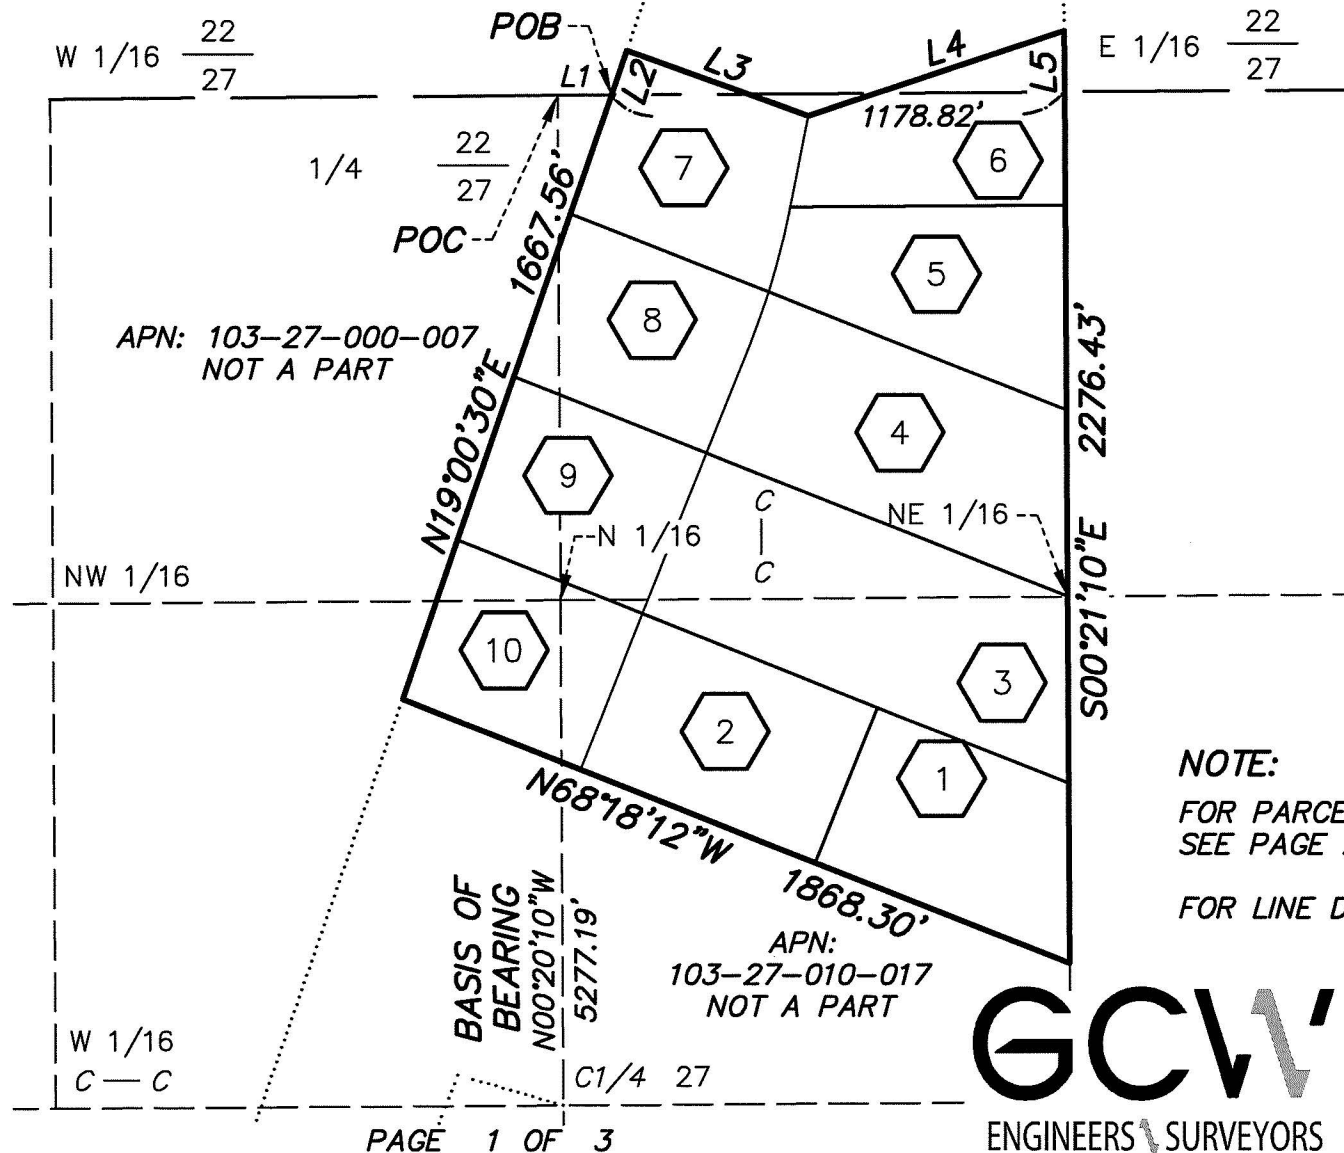 POB
W 1/16 22
27
L1
L2
L3
L4
L5
E 1/16 22
27
1178.82'
1/4 22
27
POC
7
6
5
8
4
9
10
3
2
1
1667.56'
N19°00'30"E
APN: 103-27-000-007
NOT A PART
2276.43'
S00°21'10"E
C
C
NE 1/16
N 1/16
NW 1/16
N68°18'12"W
1868.30'
NOTE:
FOR PARCE
SEE PAGE
FOR LINE D
BASIS OF
BEARING
N00°20'10"W
5277.19'
APN:
103-27-010-017
NOT A PART
W 1/16
C — C
C1/4 27
PAGE 1 OF 3
GCW
ENGINEERS SURVEYORS